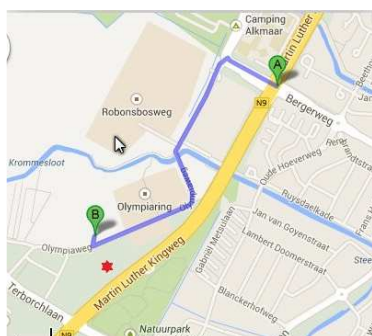 Camping
Alkmaar
A
Martin Luther
N9
Bergerweg
Robonsbosweg
Krommesloot
Oude Hoeverweg
Ruysdaelkade
Olympiaring
B
Olympiaweg
Jan van Goyenstraat
Lambert Doomerstraat
Gabriël Metsulaan
Martin Luther Kingweg
Terborchlaan
Blanckerhofweg
Natuurpark
N9